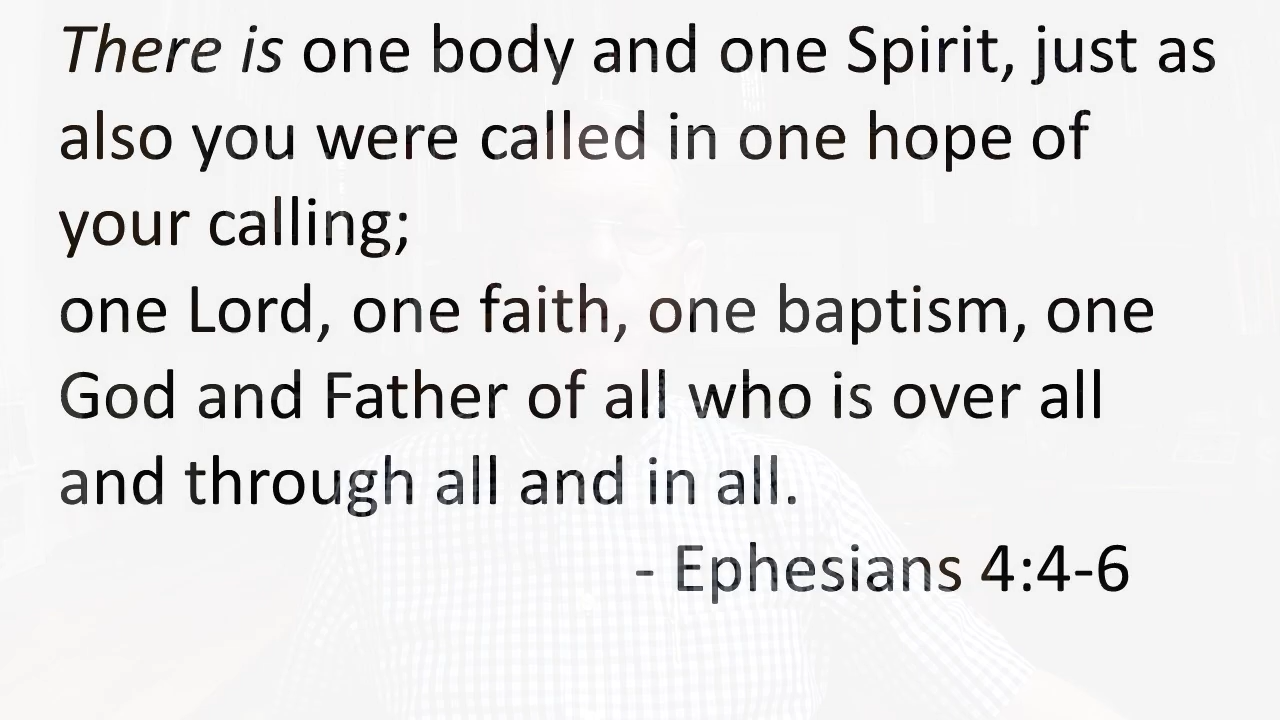 There is one body and one Spirit, just as
also you were called in one hope of
your calling;
one Lord, one faith, one baptism, one
God and Father of all who is over all
and through all and in all.
- Ephesians 4:4-6